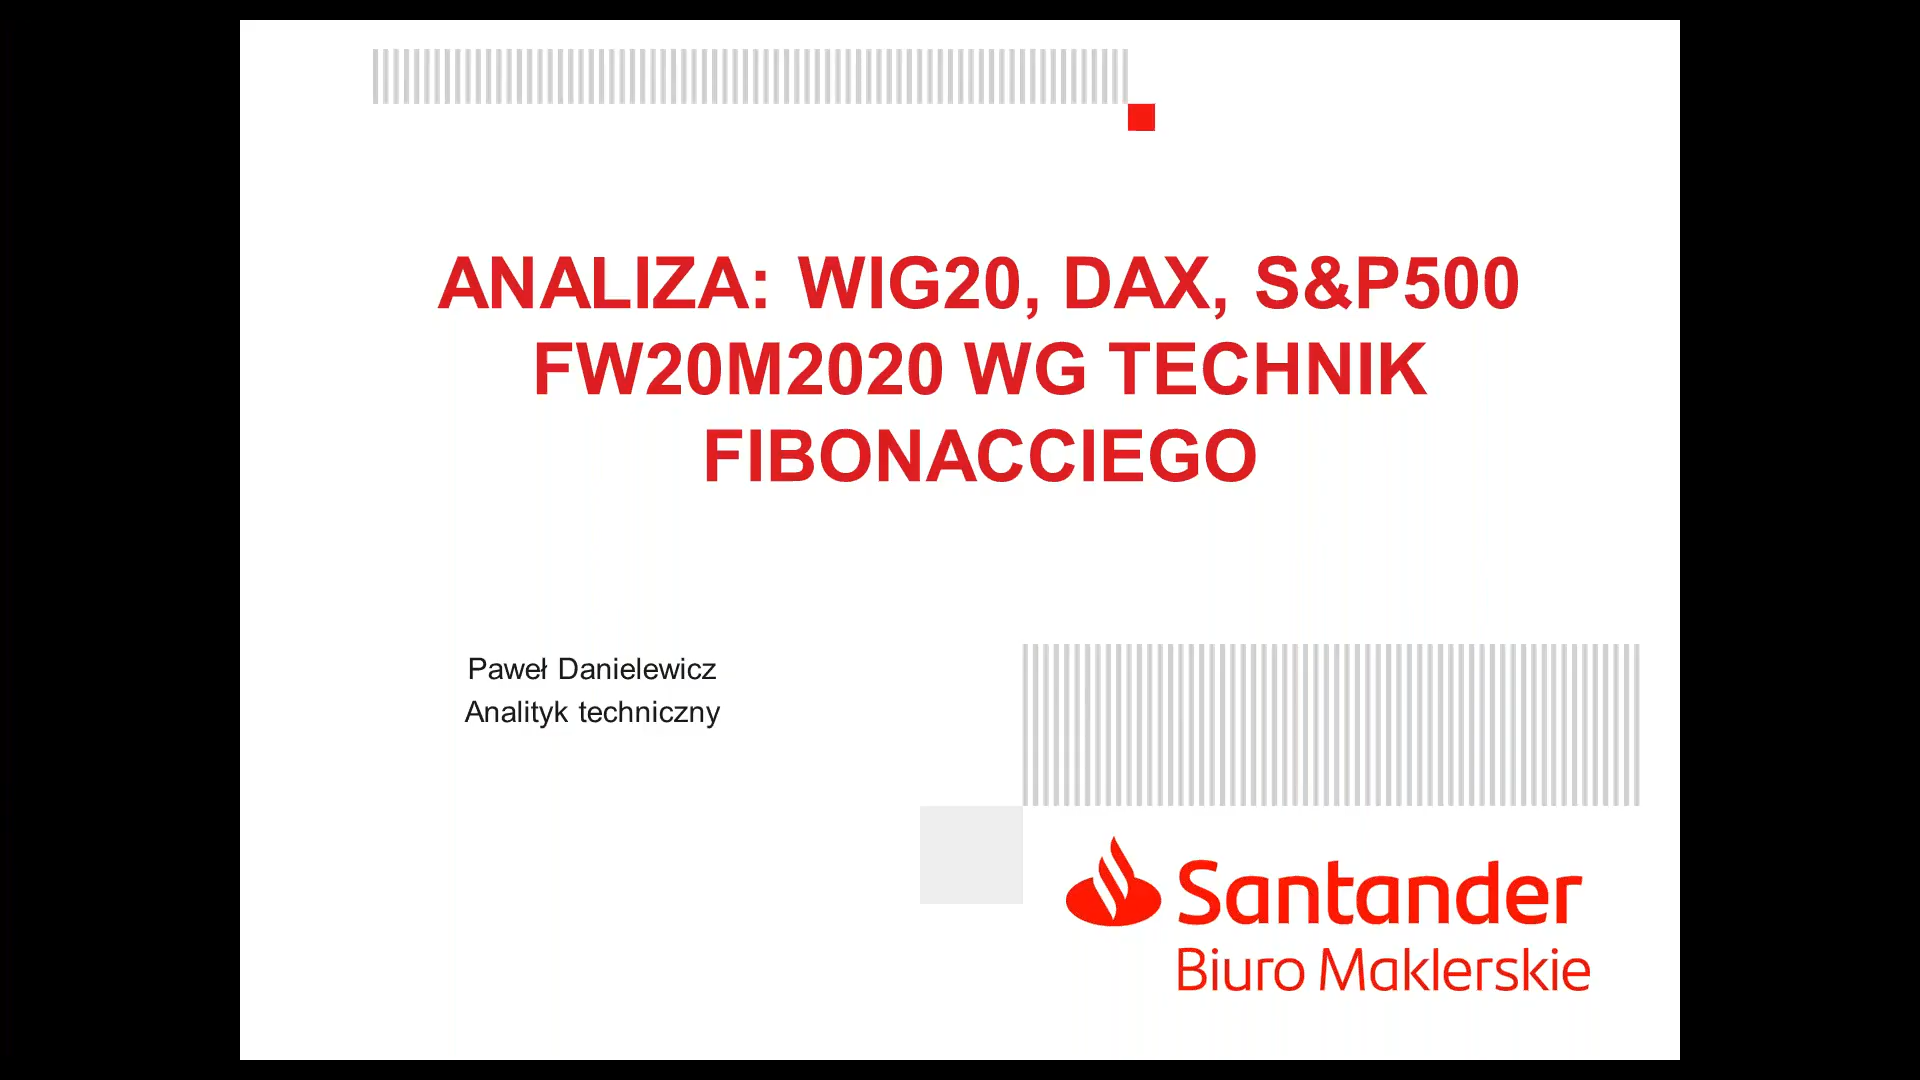 ANALIZA: WIG20, DAX, S&P500
FW20M2020 WG TECHNIK
FIBONACCIEGO
Paweł Danielewicz
Analityk techniczny
Santander
Biuro Maklerskie